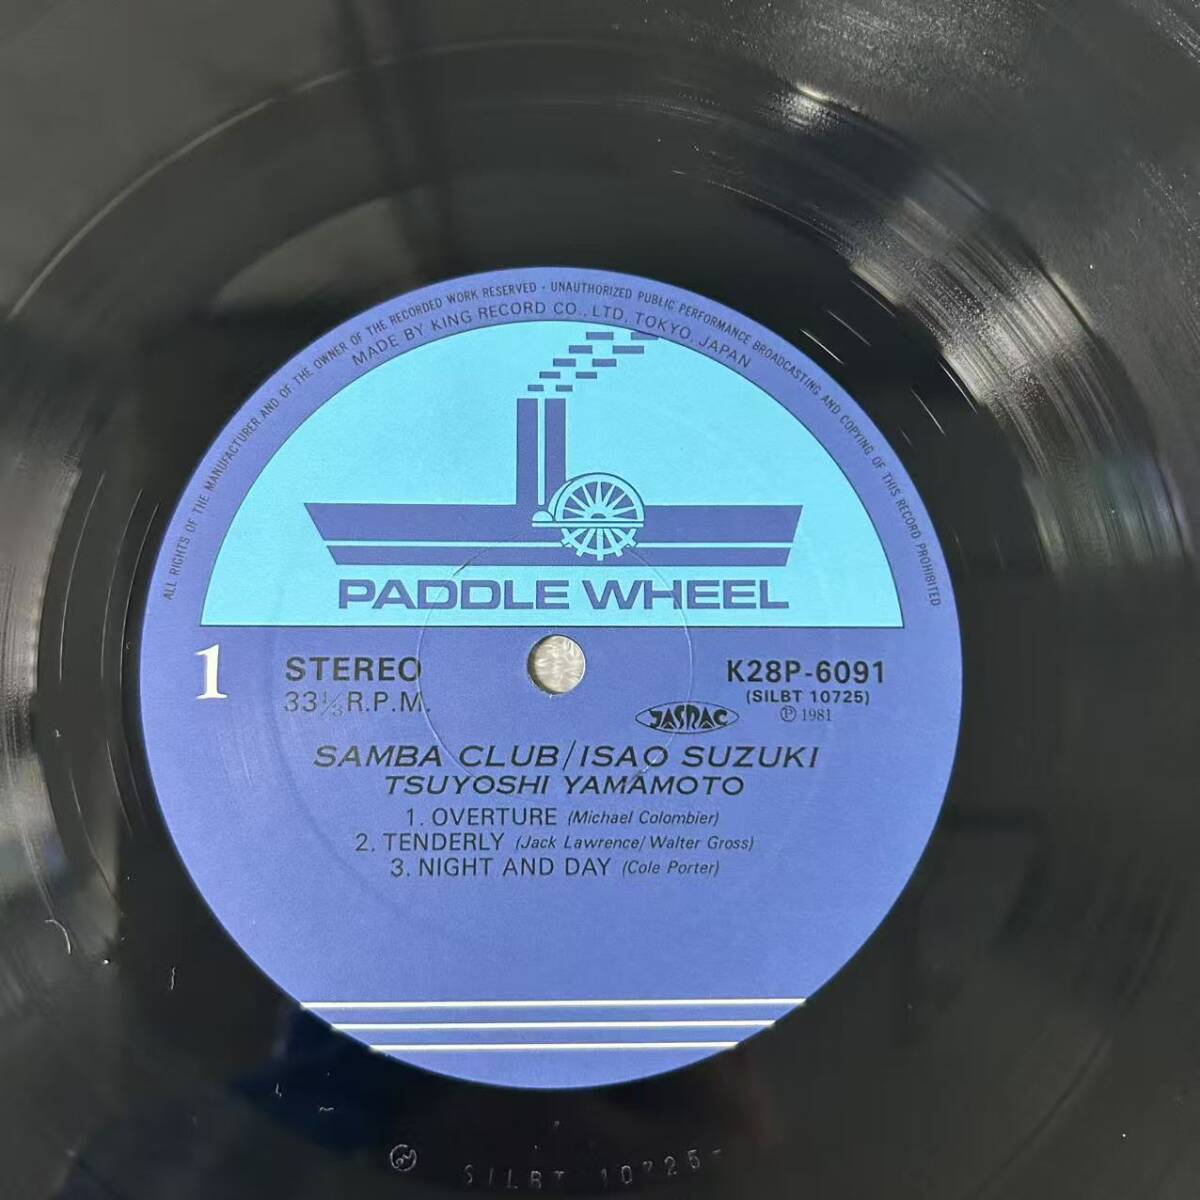 ALL RIGHTS OF THE MANUFACTURER AND OF THE OWNER OF THE RECORDED WORK RESERVED · UNAUTHORIZED PUBLIC PERFORMANCE BROADCASTING AND COPYING OF THIS RECORD PROHIBITED
MADE BY KING RECORD CO., LTD. TOKYO, JAPAN
PADDLE WHEEL
1
STEREO
33⅓ R.P.M.
K28P-6091
(SILBT 10725)
℗ 1981
JASRAC
SAMBA CLUB/ISAO SUZUKI
TSUYOSHI YAMAMOTO
1. OVERTURE (Michael Colombier)
2. TENDERLY (Jack Lawrence/Walter Gross)
3. NIGHT AND DAY (Cole Porter)
SILBT 10725